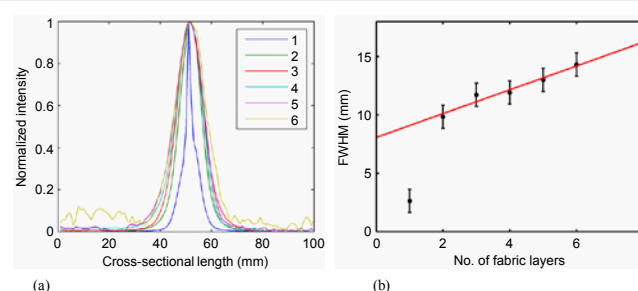 Normalized intensity
1
0.8
0.6
0.4
0.2
0
0 20 40 60 80 100
Cross-sectional length (mm)
1
2
3
4
5
6
(a)
FWHM (mm)
15
10
5
0
0 2 4 6
No. of fabric layers
(b)